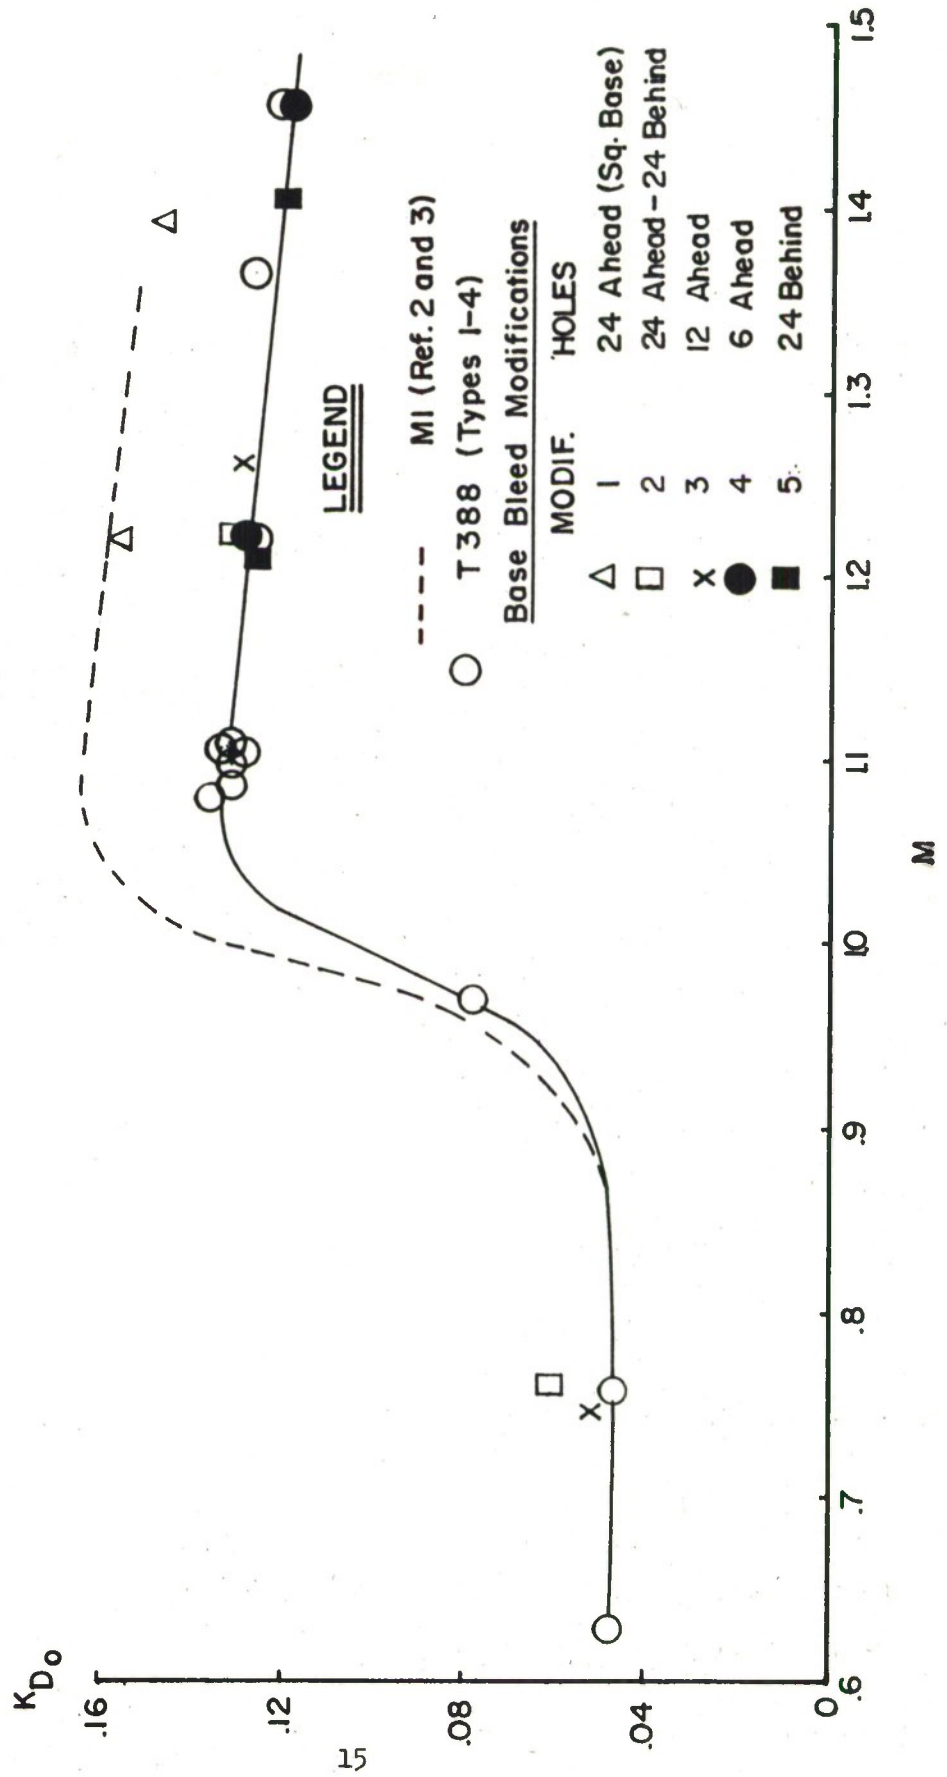 K D₀
.16
.12
.08
.04
0
.6
.7
.8
.9
1.0
1.1
1.2
1.3
1.4
1.5
M
LEGEND
---- M1 (Ref. 2 and 3)
○ T388 (Types 1-4)
Base Bleed Modifications
MODIF. HOLES
△ 1 24 Ahead (Sq. Base)
□ 2 24 Ahead-24 Behind
x 3 12 Ahead
● 4 6 Ahead
■ 5 24 Behind
15